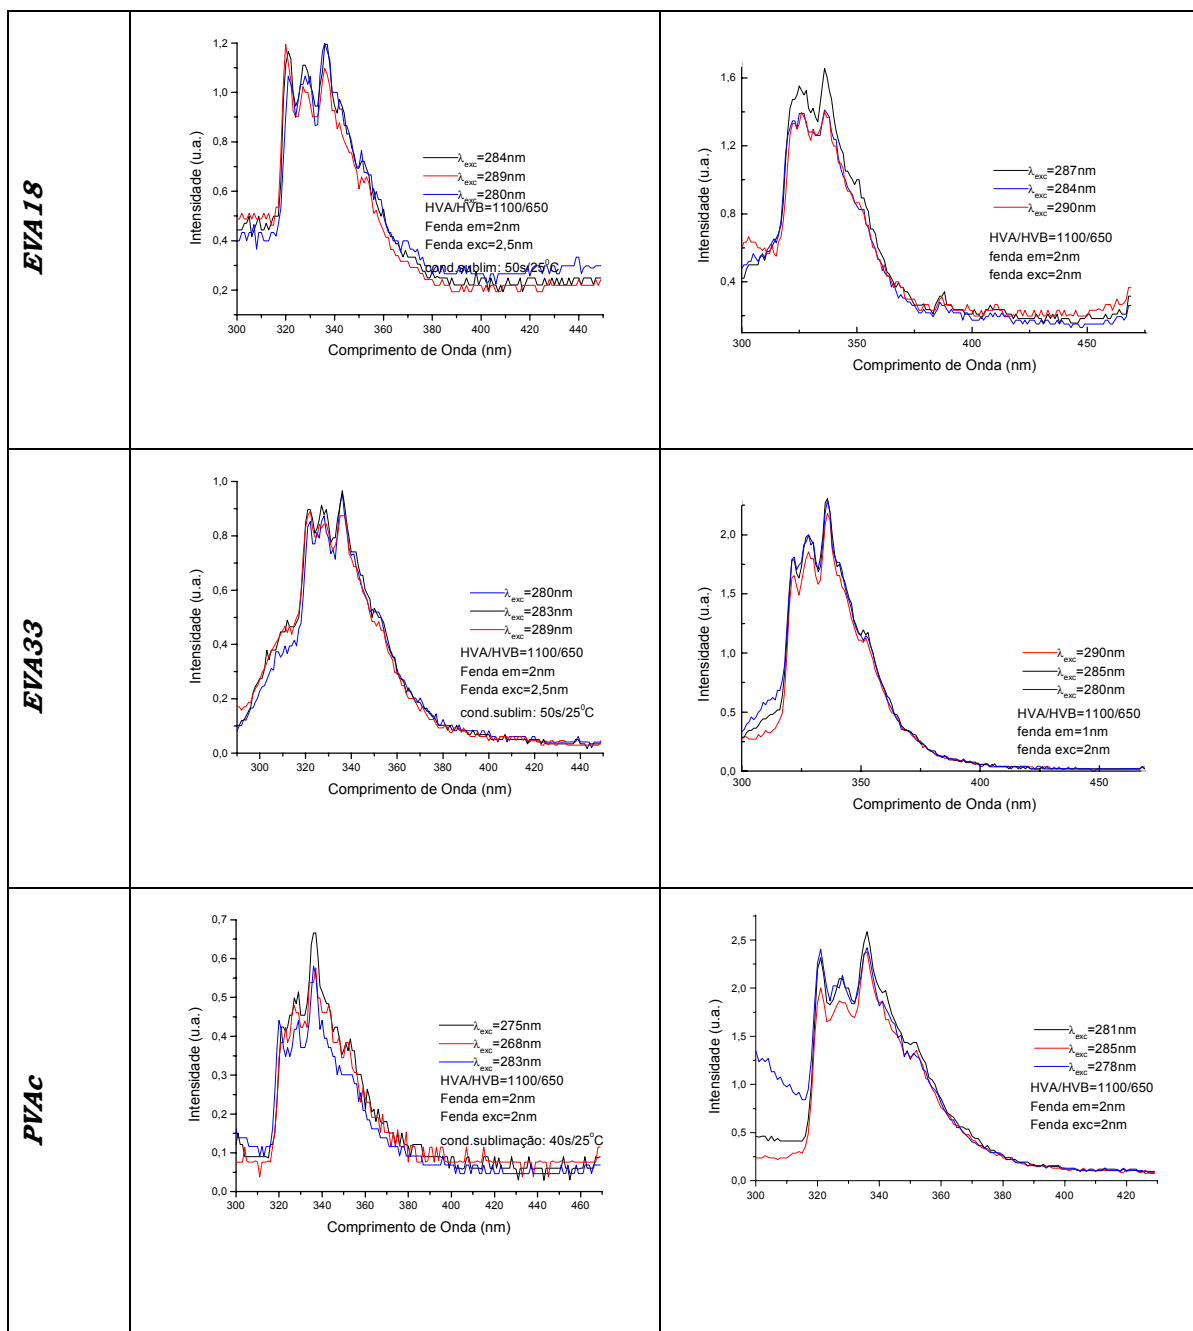 EVA18
1,2
1,0
0,8
0,6
0,4
0,2
Intensidade (u.a.)
λexc=284nm
λexc=289nm
λexc=280nm
HVA/HVB=1100/650
Fenda em=2nm
Fenda exc=2,5nm
cond.sublim: 50s/25°C
300 320 340 360 380 400 420 440
Comprimento de Onda (nm)
1,6
1,2
0,8
0,4
Intensidade (u.a.)
λexc=287nm
λexc=284nm
λexc=290nm
HVA/HVB=1100/650
fenda em=2nm
fenda exc=2nm
300 350 400 450
Comprimento de Onda (nm)
EVA33
1,0
0,8
0,6
0,4
0,2
0,0
Intensidade (u.a.)
λexc=280nm
λexc=283nm
λexc=289nm
HVA/HVB=1100/650
Fenda em=2nm
Fenda exc=2,5nm
cond.sublim: 50s/25°C
300 320 340 360 380 400 420 440
Comprimento de Onda (nm)
2,0
1,5
1,0
0,5
0,0
Intensidade (u.a.)
λexc=290nm
λexc=285nm
λexc=280nm
HVA/HVB=1100/650
fenda em=1nm
fenda exc=2nm
300 350 400 450
Comprimento de Onda (nm)
PVAc
0,7
0,6
0,5
0,4
0,3
0,2
0,1
0,0
Intensidade (u.a.)
λexc=275nm
λexc=268nm
λexc=283nm
HVA/HVB=1100/650
Fenda em=2nm
Fenda exc=2nm
cond.sublimação: 40s/25°C
300 320 340 360 380 400 420 440 460
Comprimento de Onda (nm)
2,5
2,0
1,5
1,0
0,5
0,0
Intensidade (u.a.)
λexc=281nm
λexc=285nm
λexc=278nm
HVA/HVB=1100/650
Fenda em=2nm
Fenda exc=2nm
300 320 340 360 380 400 420